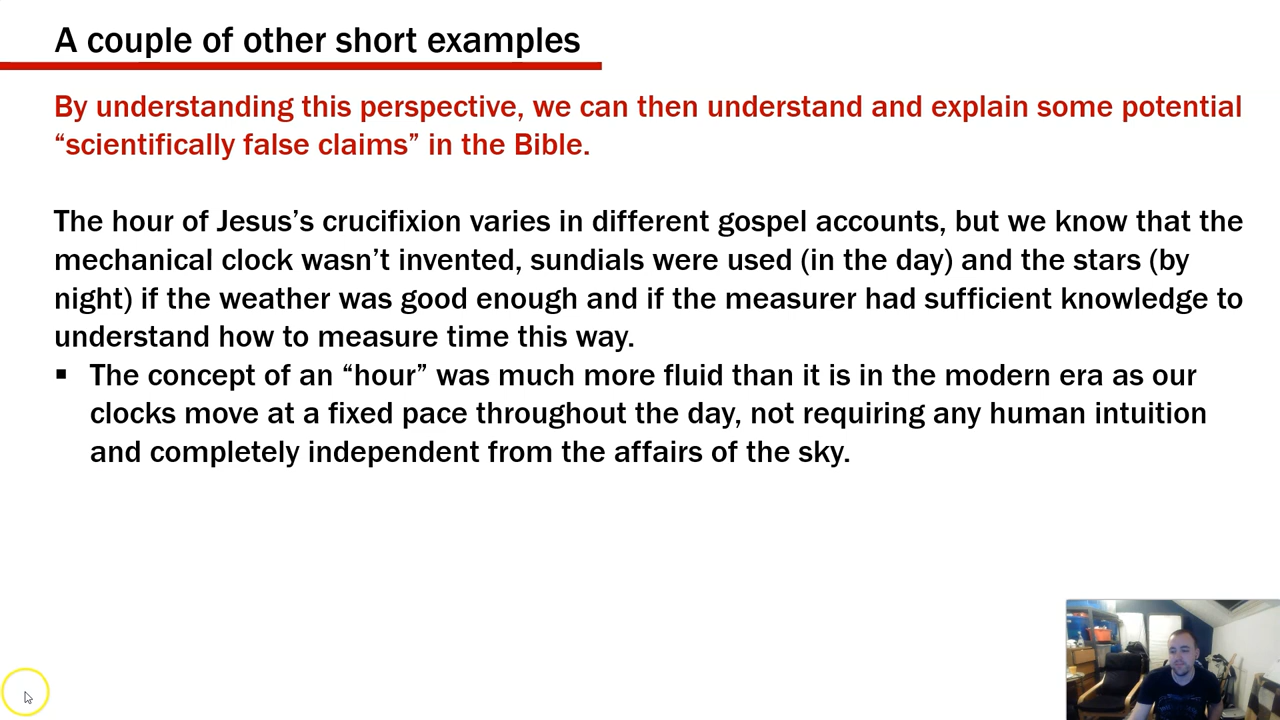 A couple of other short examples
By understanding this perspective, we can then understand and explain some potential
“scientifically false claims” in the Bible.
The hour of Jesus’s crucifixion varies in different gospel accounts, but we know that the
mechanical clock wasn’t invented, sundials were used (in the day) and the stars (by
night) if the weather was good enough and if the measurer had sufficient knowledge to
understand how to measure time this way.
▪ The concept of an “hour” was much more fluid than it is in the modern era as our
clocks move at a fixed pace throughout the day, not requiring any human intuition
and completely independent from the affairs of the sky.